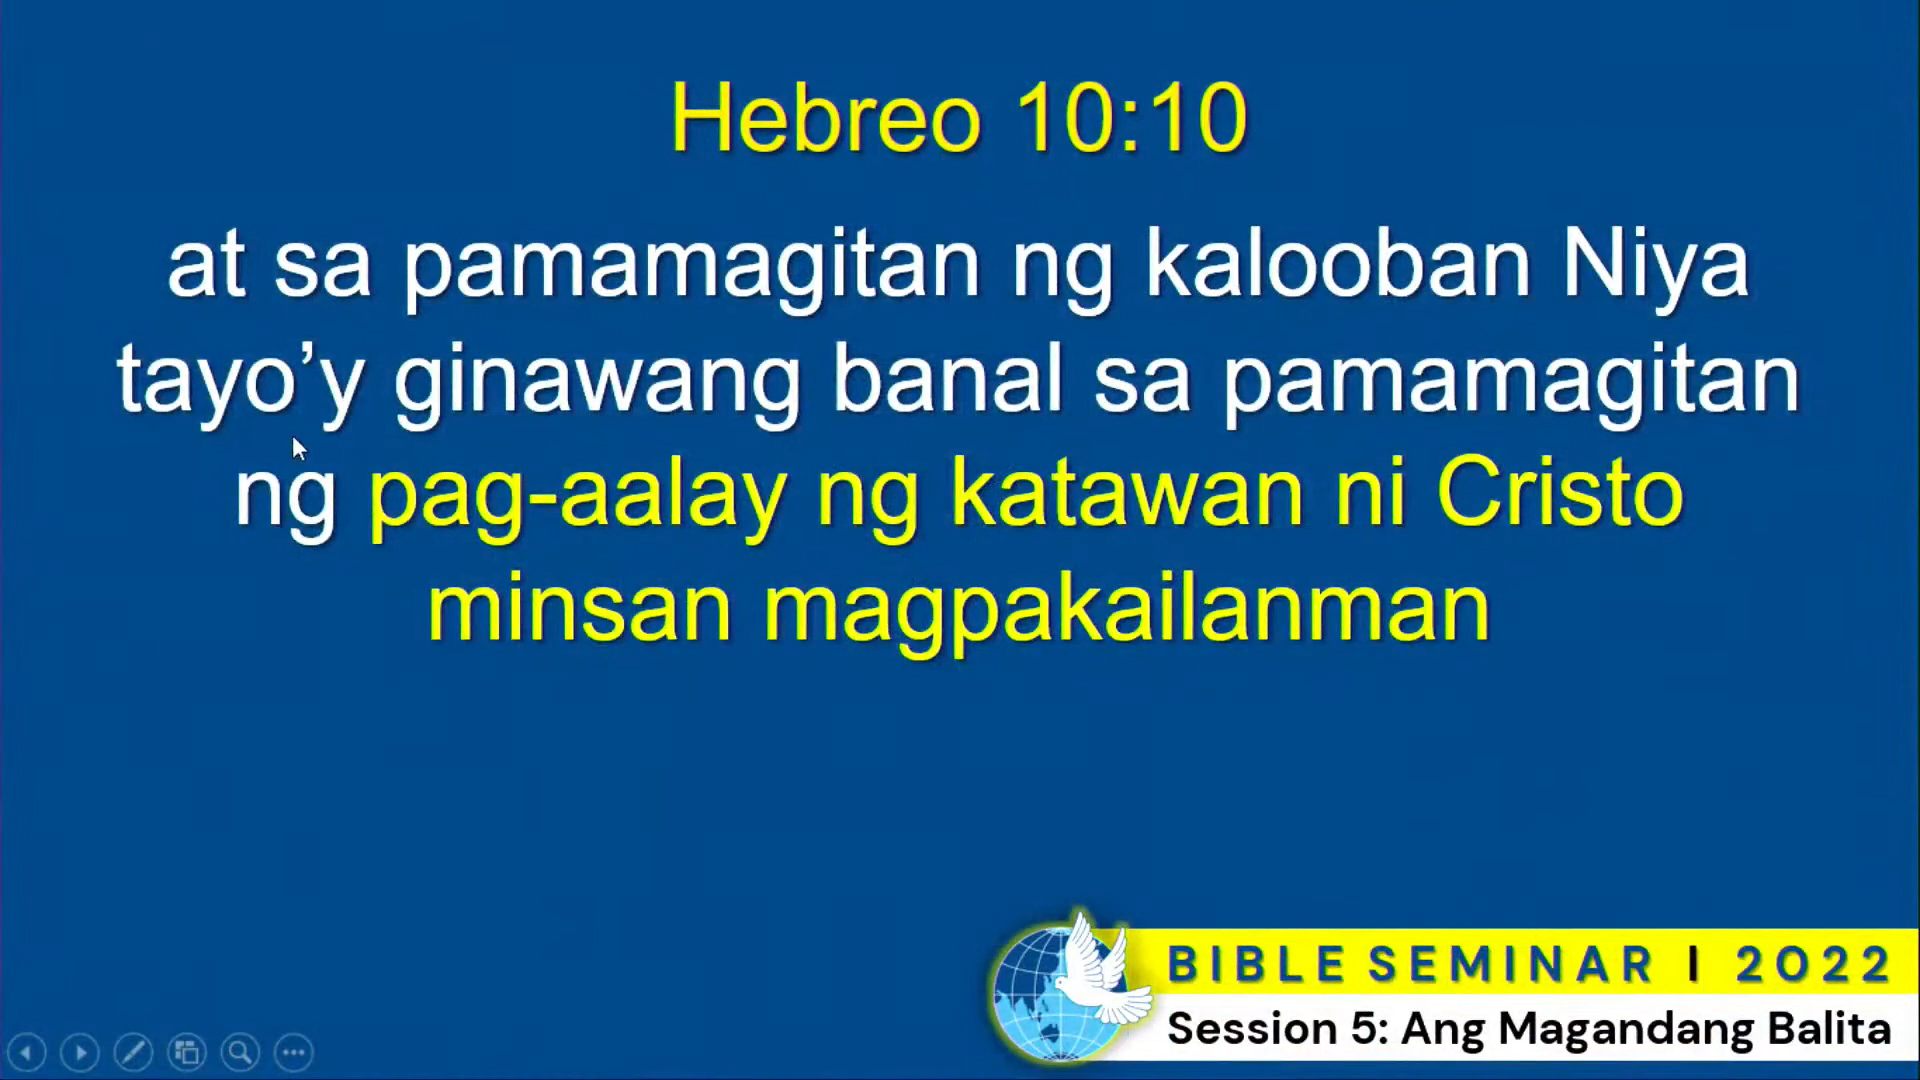 Hebreo 10:10
at sa pamamagitan ng kalooban Niya
tayo’y ginawang banal sa pamamagitan
ng pag-aalay ng katawan ni Cristo
minsan magpakailanman
BIBLE SEMINAR | 2022
Session 5: Ang Magandang Balita